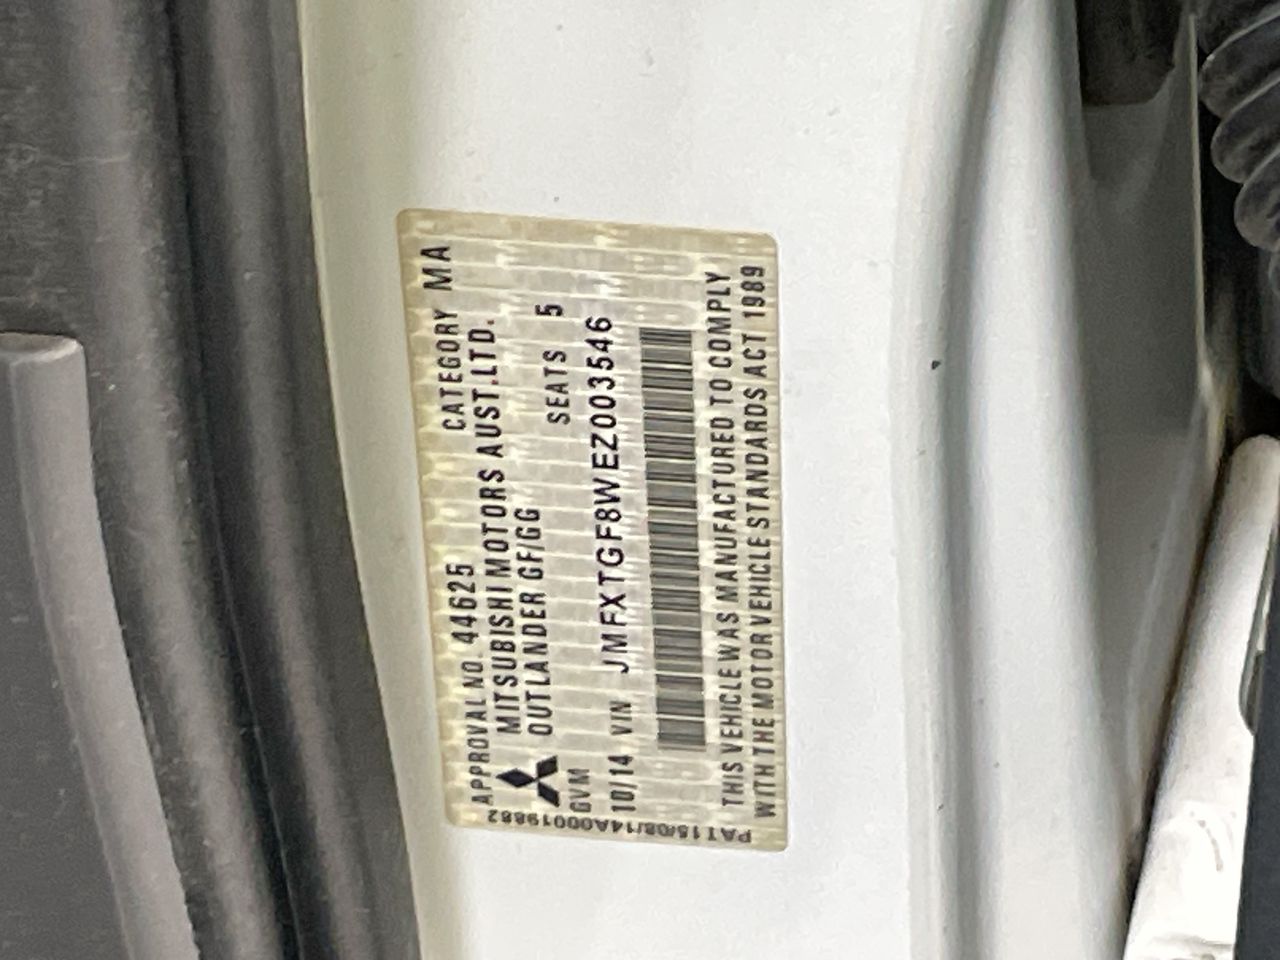 APPROVAL NO. 44625 CATEGORY MA
MITSUBISHI MOTORS AUST.LTD.
OUTLANDER GF/GG
GVM SEATS 5
10/14 VIN JMFXTGF8WEZ003546
THIS VEHICLE WAS MANUFACTURED TO COMPLY
WITH THE MOTOR VEHICLE STANDARDS ACT 1989
PAT15/08/14A00019882